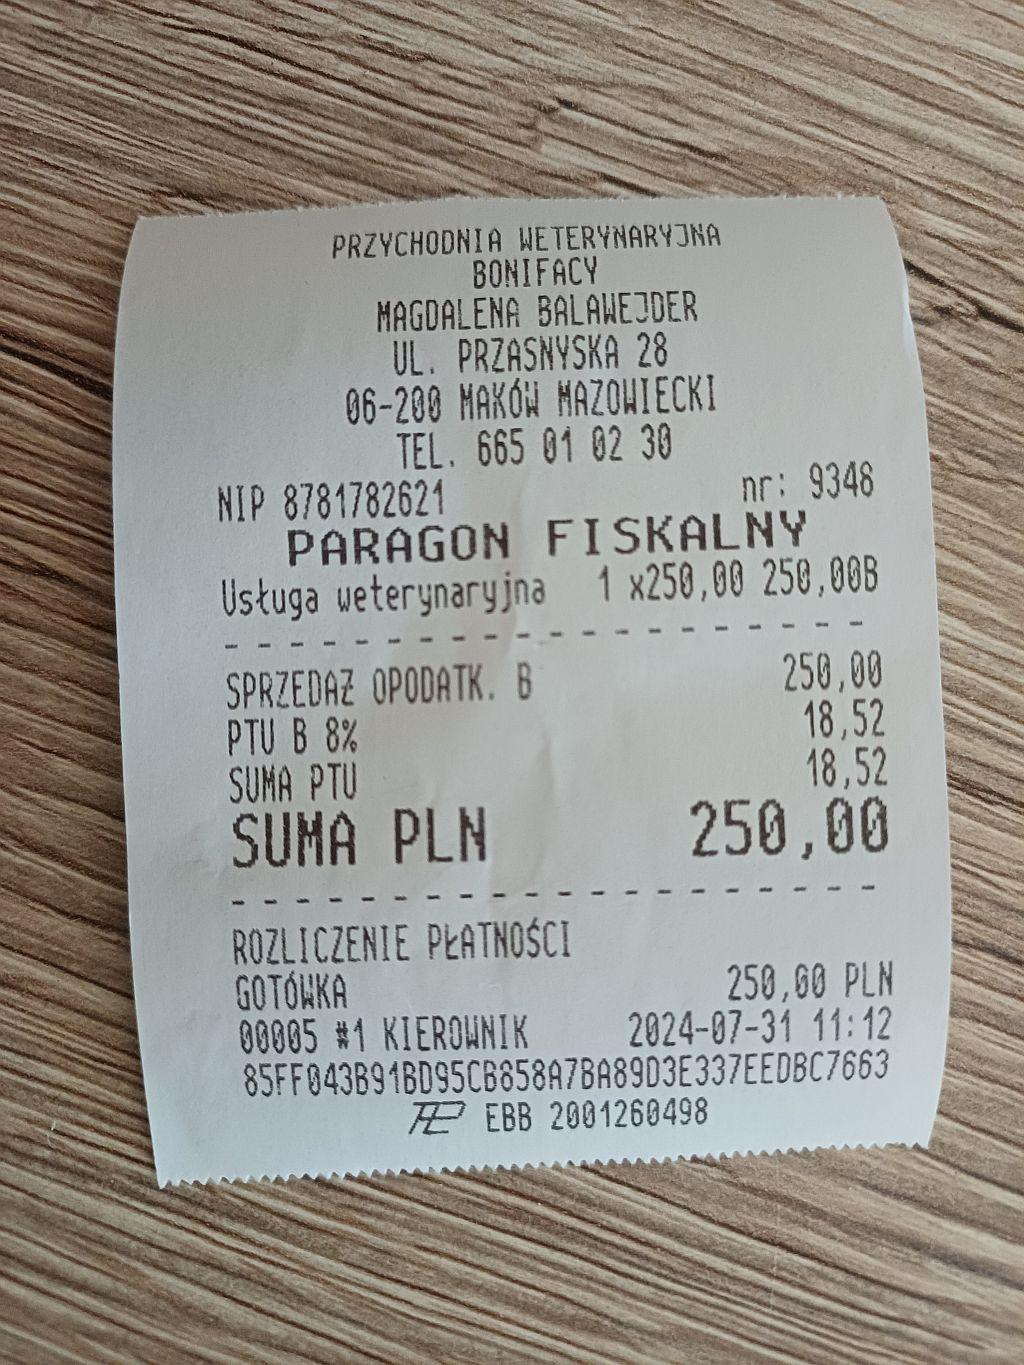 PRZYCHODNIA WETERYNARYJNA
BONIFACY
MAGDALENA BALAWEJDER
UL. PRZASNYSKA 28
06-200 MAKÓW MAZOWIECKI
TEL. 665 01 02 30
NIP 8781782621 nr: 9348
PARAGON FISKALNY
Usługa weterynaryjna 1 x250,00 250,00B
SPRZEDAŻ OPODATK. B 250,00
PTU B 8% 18,52
SUMA PTU 18,52
SUMA PLN 250,00
ROZLICZENIE PŁATNOŚCI
GOTÓWKA 250,00 PLN
00005 #1 KIEROWNIK 2024-07-31 11:12
85FF043B91BD95CB658A7BA89D3E337EEDBC7663
EBB 2001260498